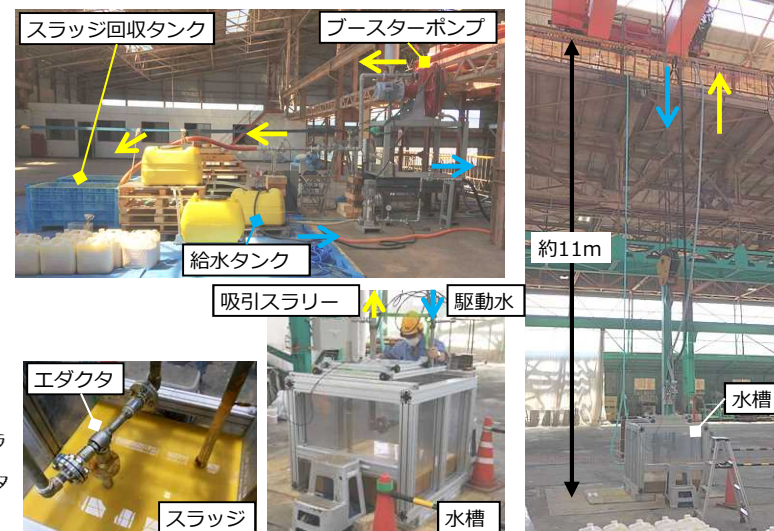 スラッジ回収タンク
ブースターポンプ
給水タンク
約11m
吸引スラリー
駆動水
エダクタ
水槽
ラ
タ
スラッジ
水槽